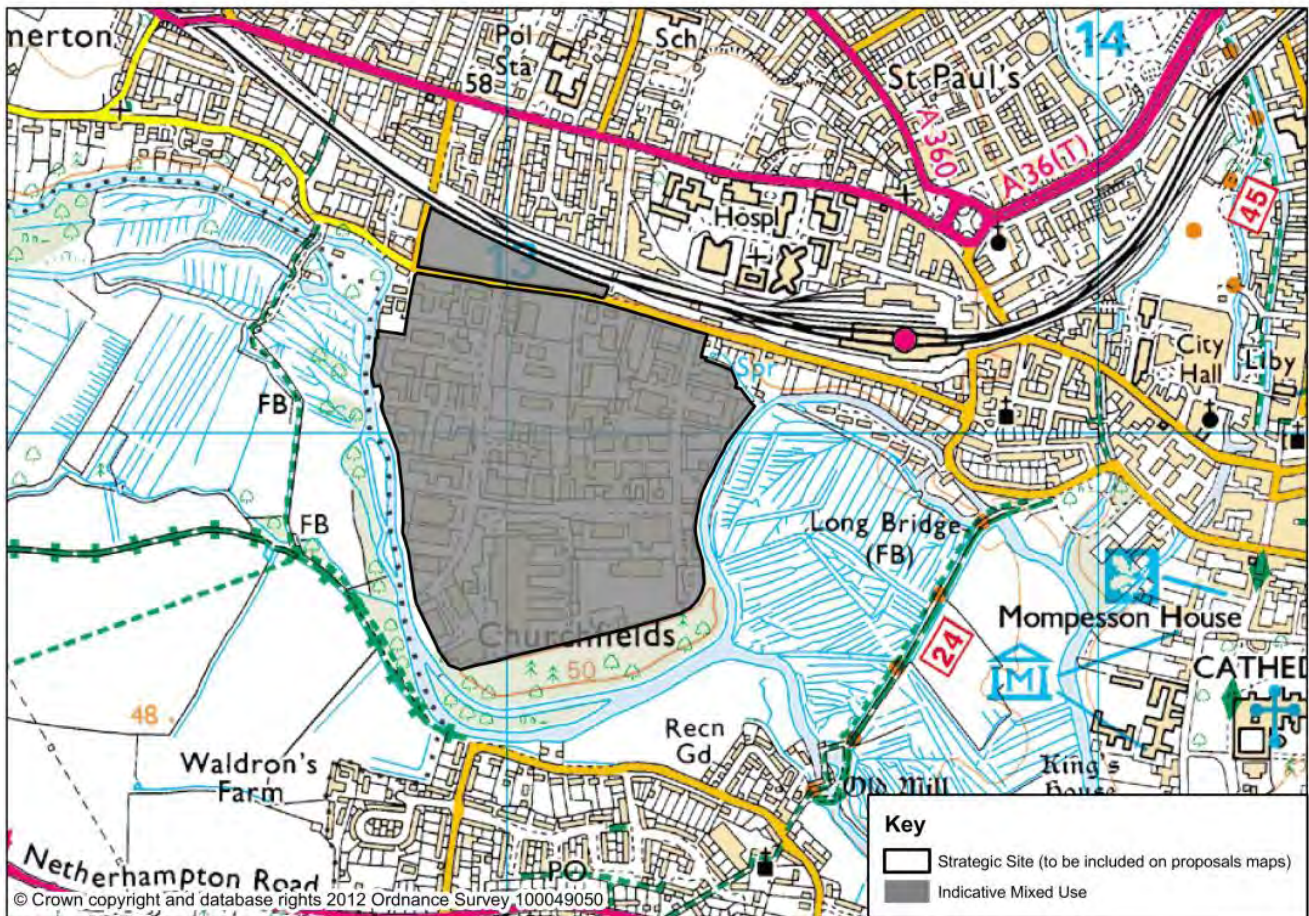 merton
Pol
Sta
58
Sch
14
St Paul's
A 360
A 36(T)
45
Hospl
13
City
Hall
Liby
Spr
FB
FB
Long Bridge
(FB)
Mompesson House
24
M
CATHED
Churchfields
50
48
Waldron's
Farm
Recn
Gd
Old Mill
King's
House
PO
Netherhampton Road
Key
Strategic Site (to be included on proposals maps)
Indicative Mixed Use
© Crown copyright and database rights 2012 Ordnance Survey 100049050